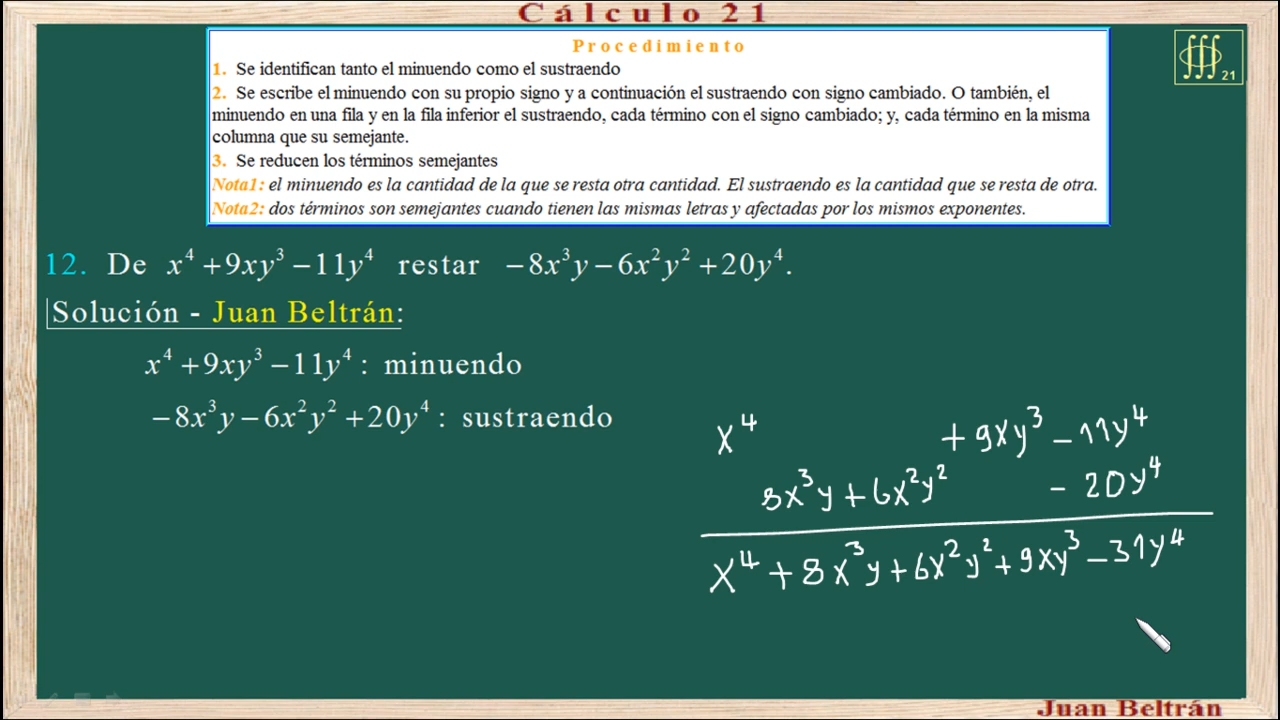 Cálculo 21
Procedimiento
1. Se identifican tanto el minuendo como el sustraendo
2. Se escribe el minuendo con su propio signo y a continuación el sustraendo con signo cambiado. O también, el
minuendo en una fila y en la fila inferior el sustraendo, cada término con el signo cambiado; y, cada término en la misma
columna que su semejante.
3. Se reducen los términos semejantes
Nota1: el minuendo es la cantidad de la que se resta otra cantidad. El sustraendo es la cantidad que se resta de otra.
Nota2: dos términos son semejantes cuando tienen las mismas letras y afectadas por los mismos exponentes.
∫∫∫ 21
12. De x⁴ + 9xy³ − 11y⁴ restar − 8x³y − 6x²y² + 20y⁴.
Solución - Juan Beltrán:
x⁴ + 9xy³ − 11y⁴ : minuendo
− 8x³y − 6x²y² + 20y⁴ : sustraendo
x⁴ + 9xy³ − 11y⁴
8x³y + 6x²y² − 20y⁴
x⁴ + 8x³y + 6x²y² + 9xy³ − 31y⁴
Juan Beltrán